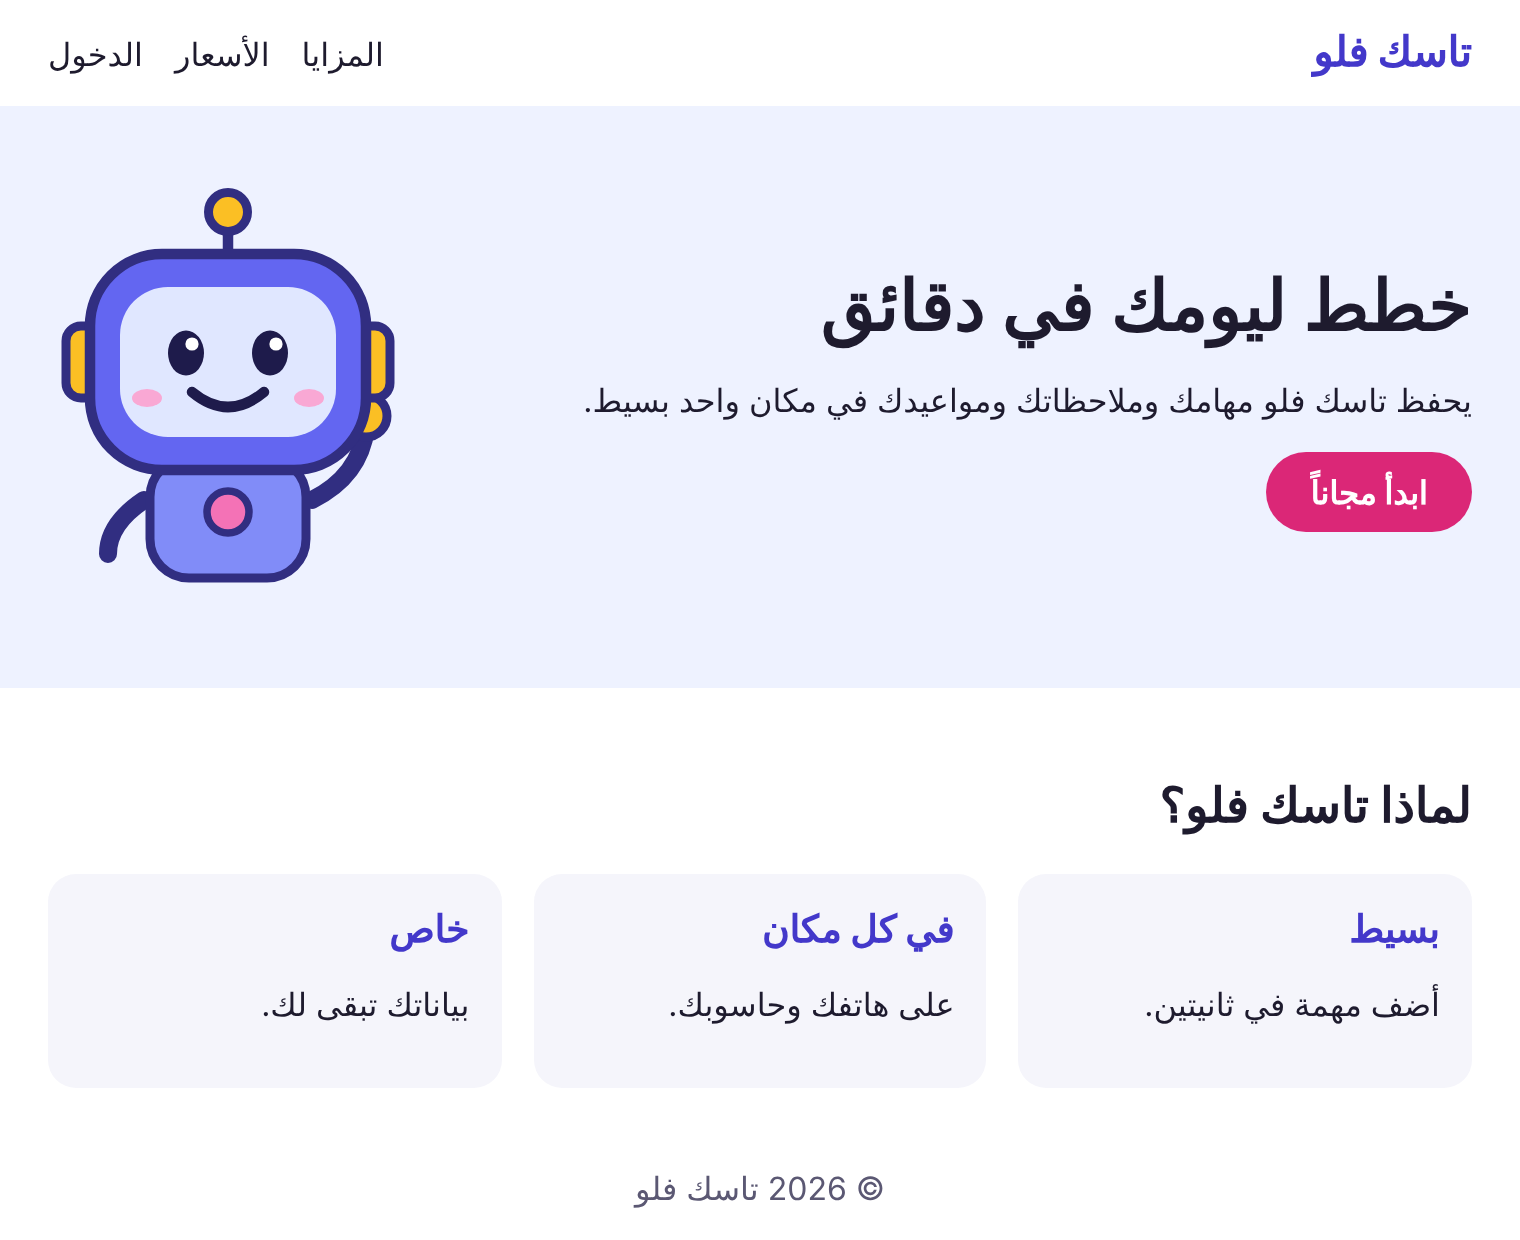 تاسك فلو
المزايا الأسعار الدخول
خطط ليومك في دقائق
يحفظ تاسك فلو مهامك وملاحظاتك ومواعيدك في مكان واحد بسيط.
ابدأ مجاناً
لماذا تاسك فلو؟
بسيط
أضف مهمة في ثانيتين.
في كل مكان
على هاتفك وحاسوبك.
خاص
بياناتك تبقى لك.
© 2026 تاسك فلو